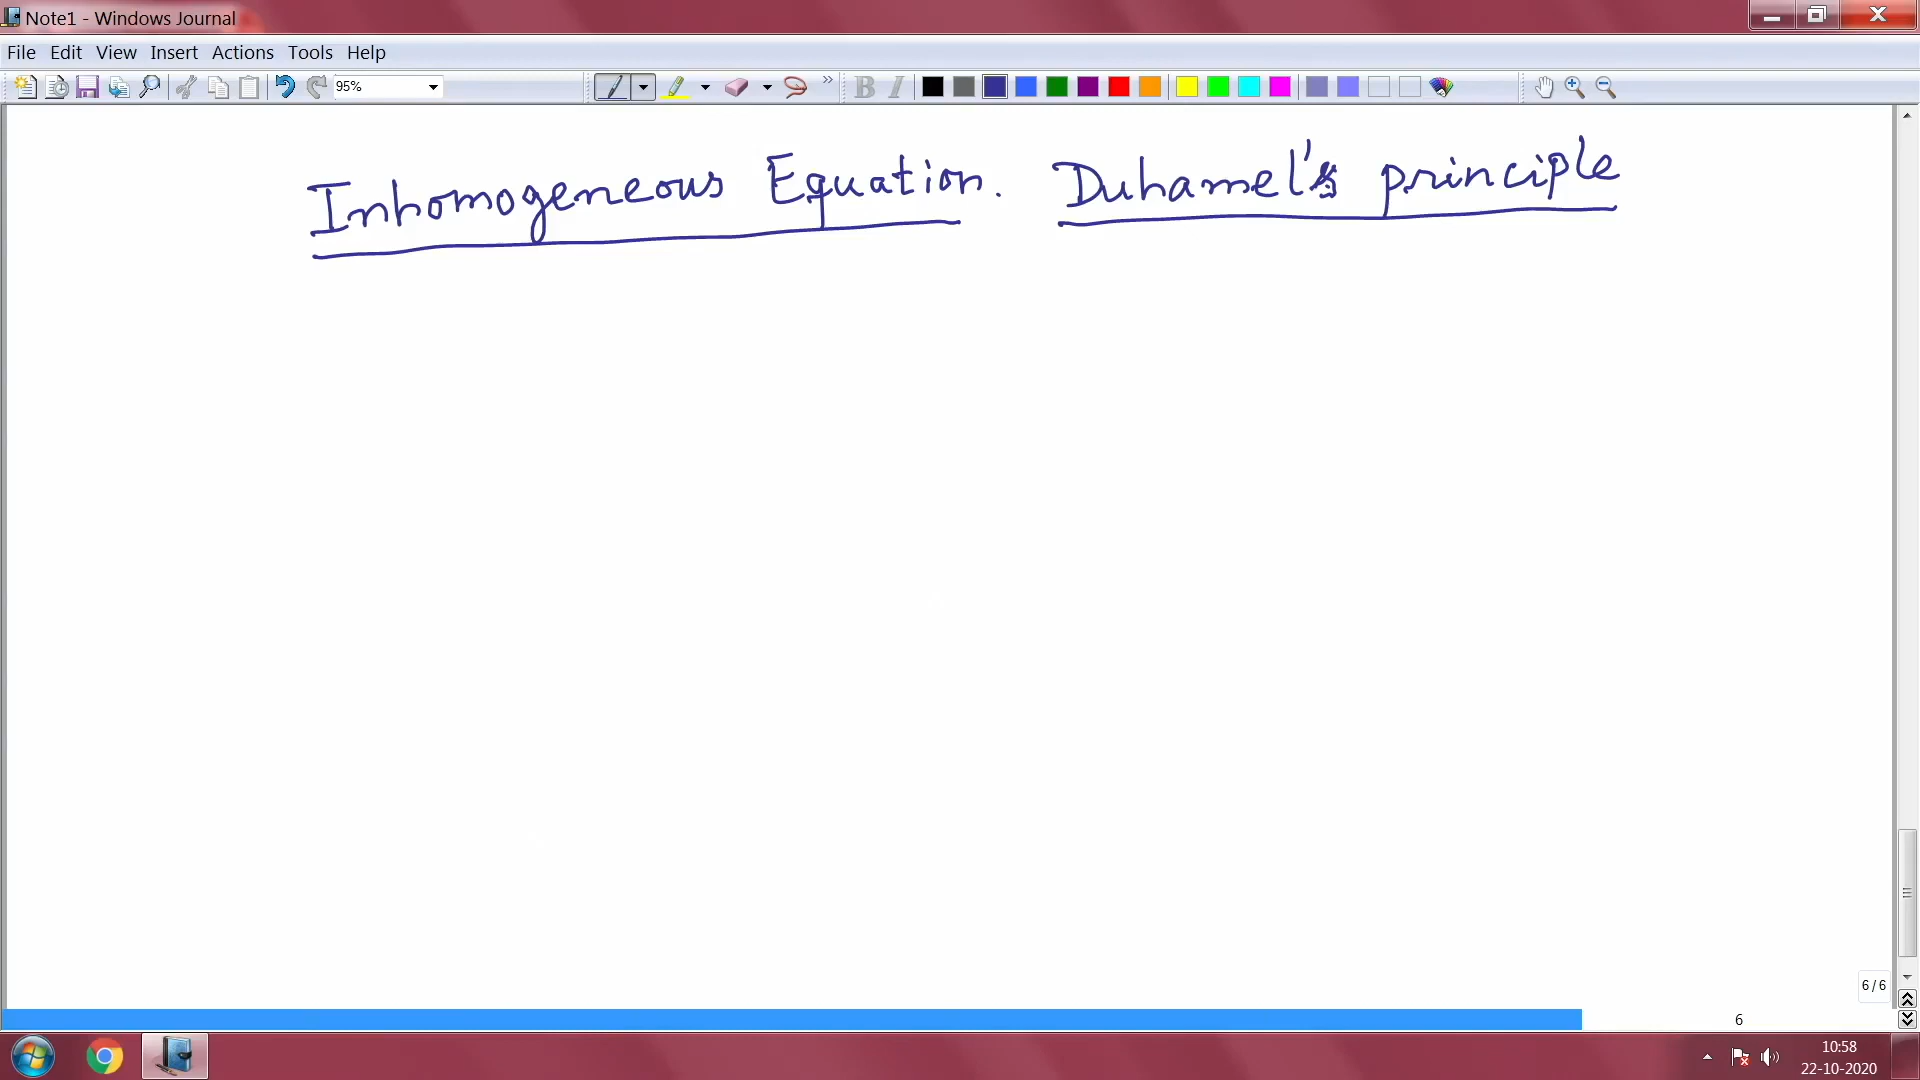 Note1 - Windows Journal
File Edit View Insert Actions Tools Help
95%
Inhomogeneous Equation. Duhamel's principle
6 / 6
6
10:58
22-10-2020